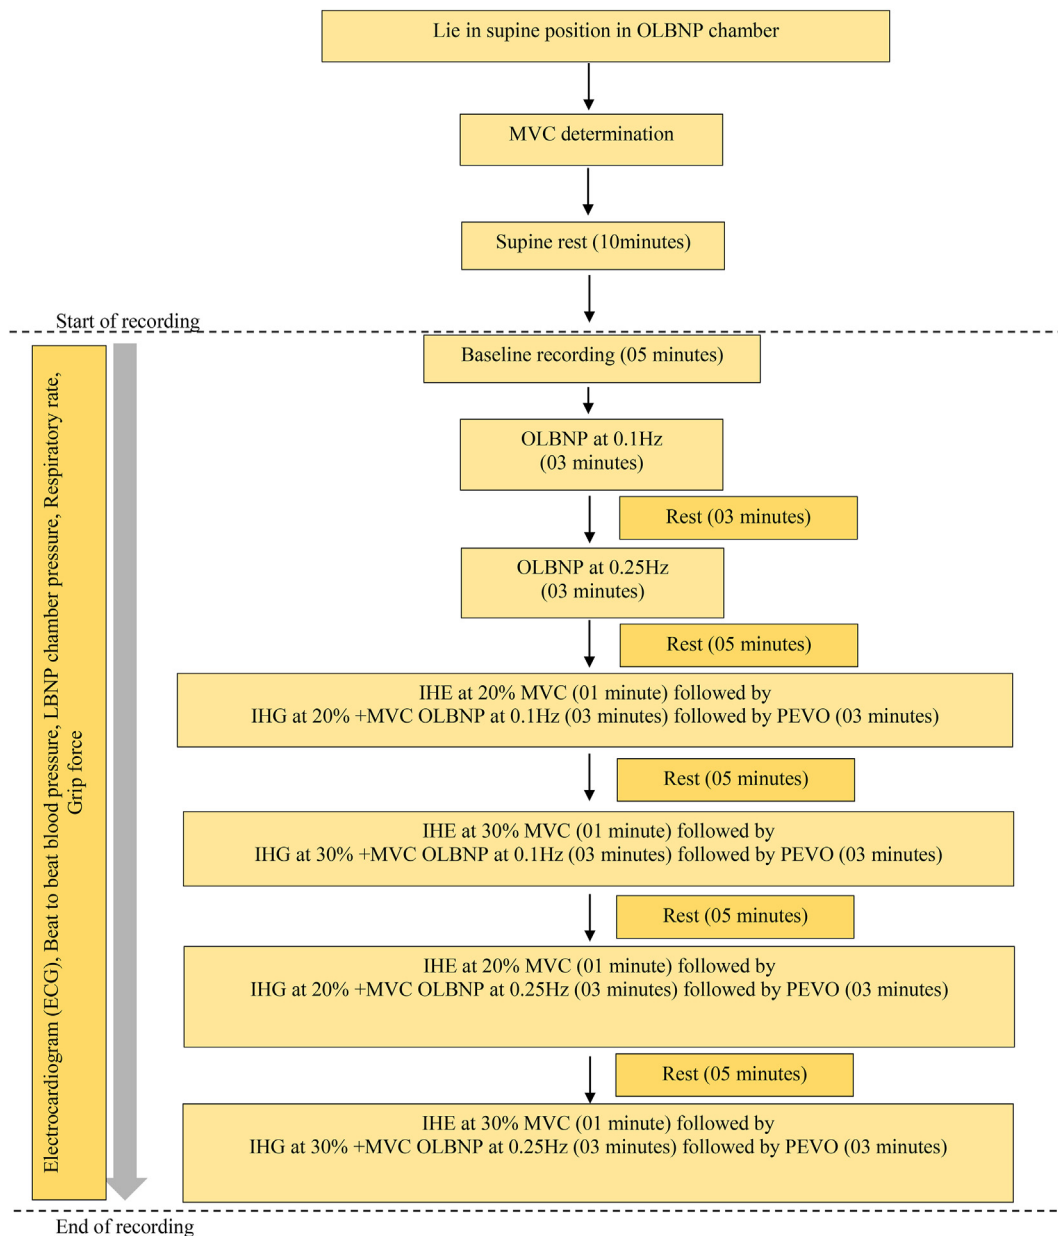 Lie in supine position in OLBNP chamber
MVC determination
Supine rest (10minutes)
Start of recording
Baseline recording (05 minutes)
OLBNP at 0.1Hz
(03 minutes)
Rest (03 minutes)
OLBNP at 0.25Hz
(03 minutes)
Rest (05 minutes)
IHE at 20% MVC (01 minute) followed by
IHG at 20% +MVC OLBNP at 0.1Hz (03 minutes) followed by PEVO (03 minutes)
Rest (05 minutes)
IHE at 30% MVC (01 minute) followed by
IHG at 30% +MVC OLBNP at 0.1Hz (03 minutes) followed by PEVO (03 minutes)
Rest (05 minutes)
IHE at 20% MVC (01 minute) followed by
IHG at 20% +MVC OLBNP at 0.25Hz (03 minutes) followed by PEVO (03 minutes)
Rest (05 minutes)
IHE at 30% MVC (01 minute) followed by
IHG at 30% +MVC OLBNP at 0.25Hz (03 minutes) followed by PEVO (03 minutes)
Electrocardiogram (ECG), Beat to beat blood pressure, LBNP chamber pressure, Respiratory rate,
Grip force
End of recording